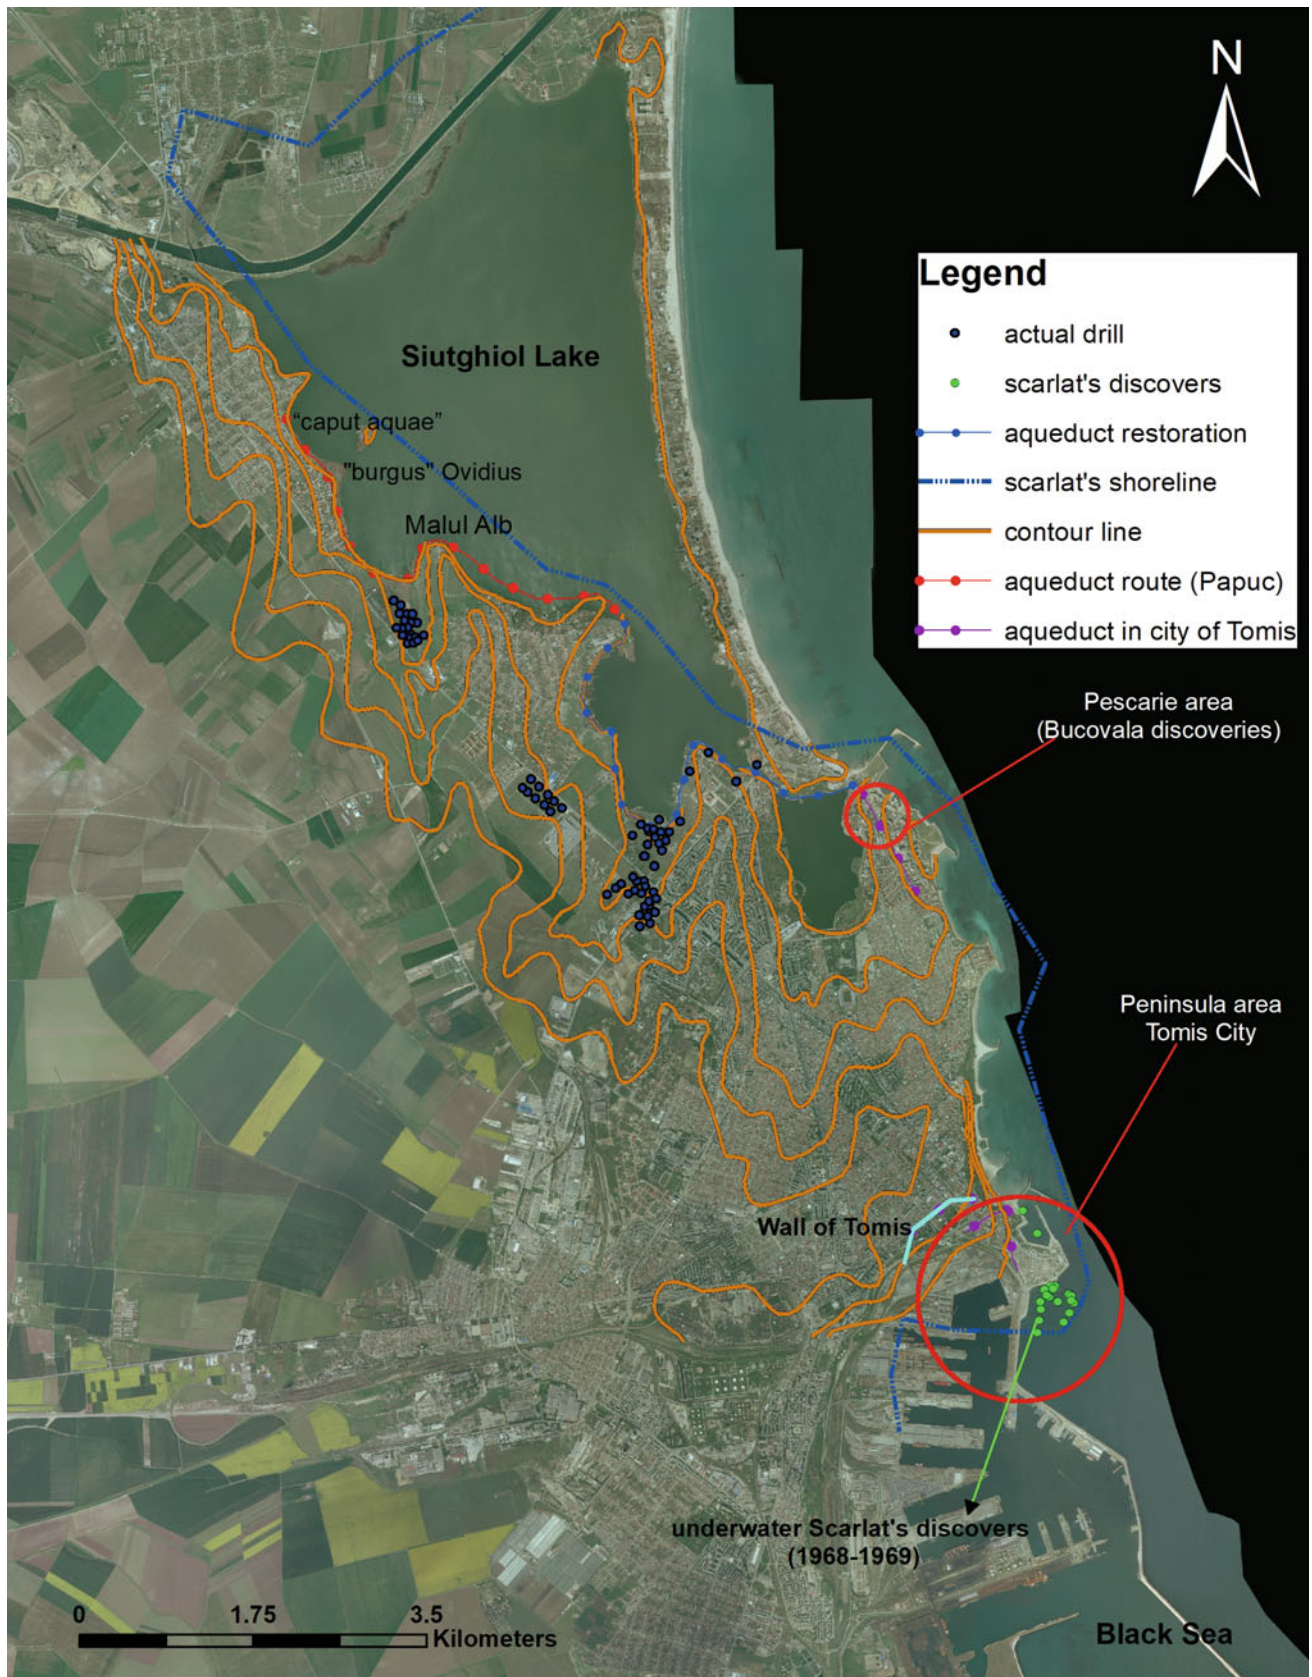 N
Legend
actual drill
scarlat's discovers
aqueduct restoration
scarlat's shoreline
contour line
aqueduct route (Papuc)
aqueduct in city of Tomis
Siutghiol Lake
“caput aquae”
"burgus" Ovidius
Malul Alb
Pescarie area
(Bucovala discoveries)
Peninsula area
Tomis City
Wall of Tomis
underwater Scarlat's discovers
(1968-1969)
0 1.75 3.5
Kilometers
Black Sea